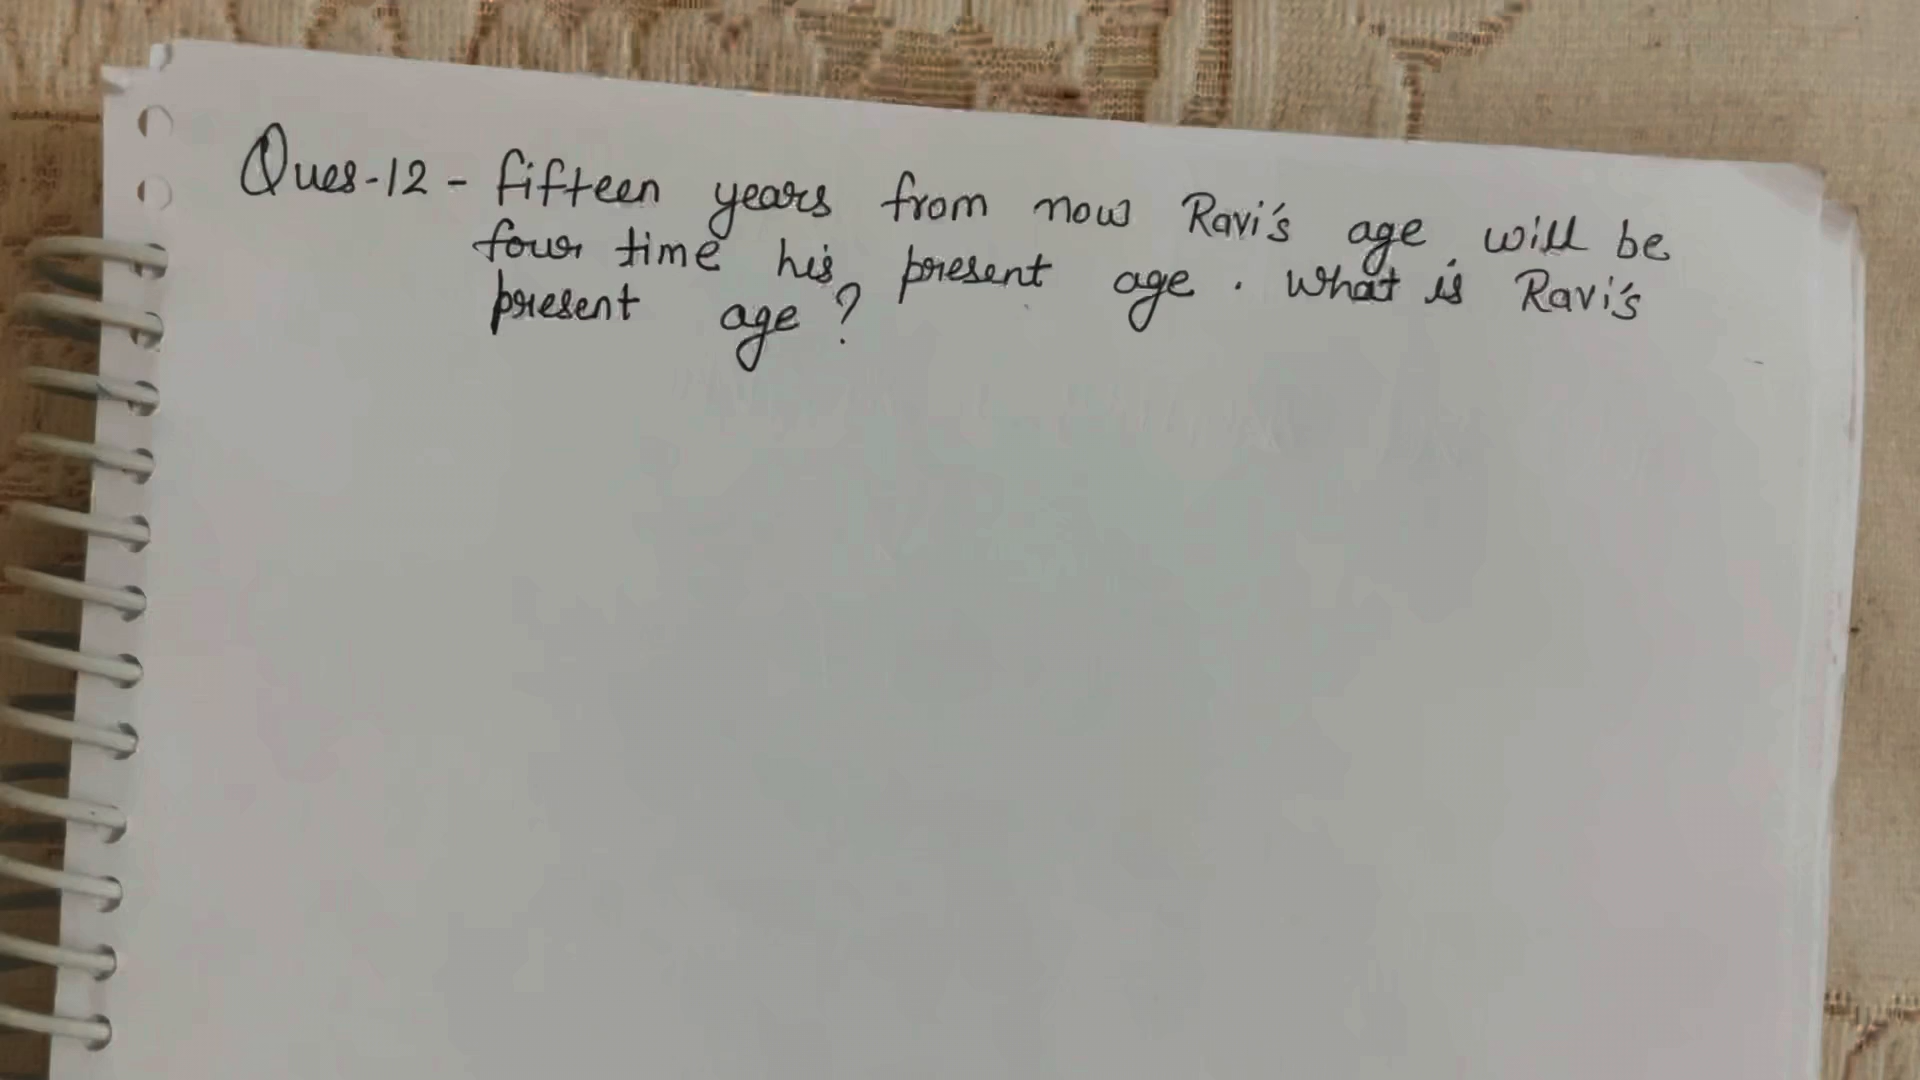 Ques-12 - fifteen years from now Ravi's age will be
four time his present age. What is Ravi's
present age?